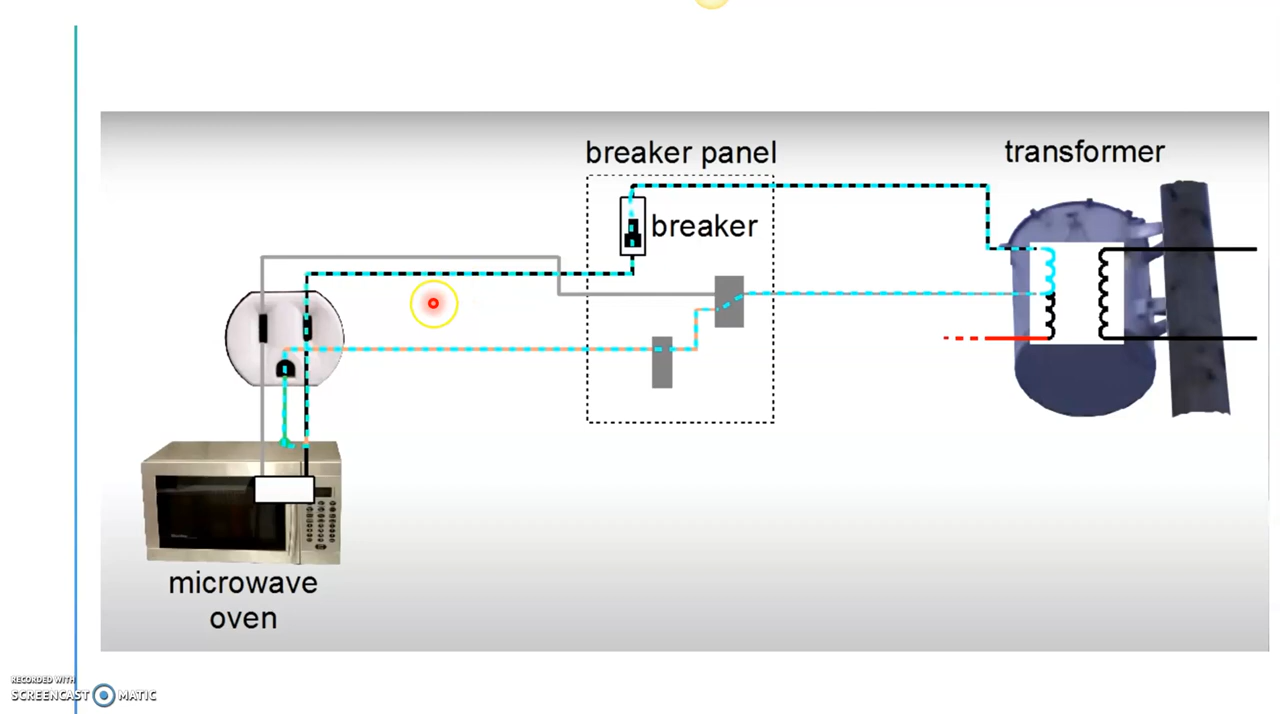 breaker panel
transformer
breaker
microwave
oven
RECORDED WITH
SCREENCAST MATIC